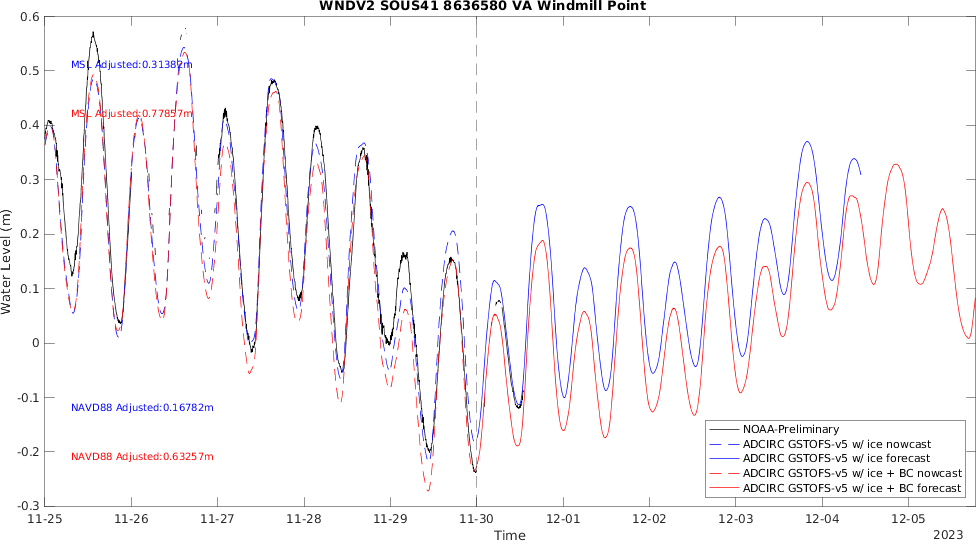 WNDV2 SOUS41 8636580 VA Windmill Point
0.6
0.5
0.4
0.3
0.2
0.1
0
-0.1
-0.2
-0.3
Water Level (m)
MSL Adjusted:0.31382m
MSL Adjusted:0.77857m
NAVD88 Adjusted:0.16782m
NAVD88 Adjusted:0.63257m
NOAA-Preliminary
ADCIRC GSTOFS-v5 w/ ice nowcast
ADCIRC GSTOFS-v5 w/ ice forecast
ADCIRC GSTOFS-v5 w/ ice + BC nowcast
ADCIRC GSTOFS-v5 w/ ice + BC forecast
11-25 11-26 11-27 11-28 11-29 11-30 12-01 12-02 12-03 12-04 12-05
Time
2023